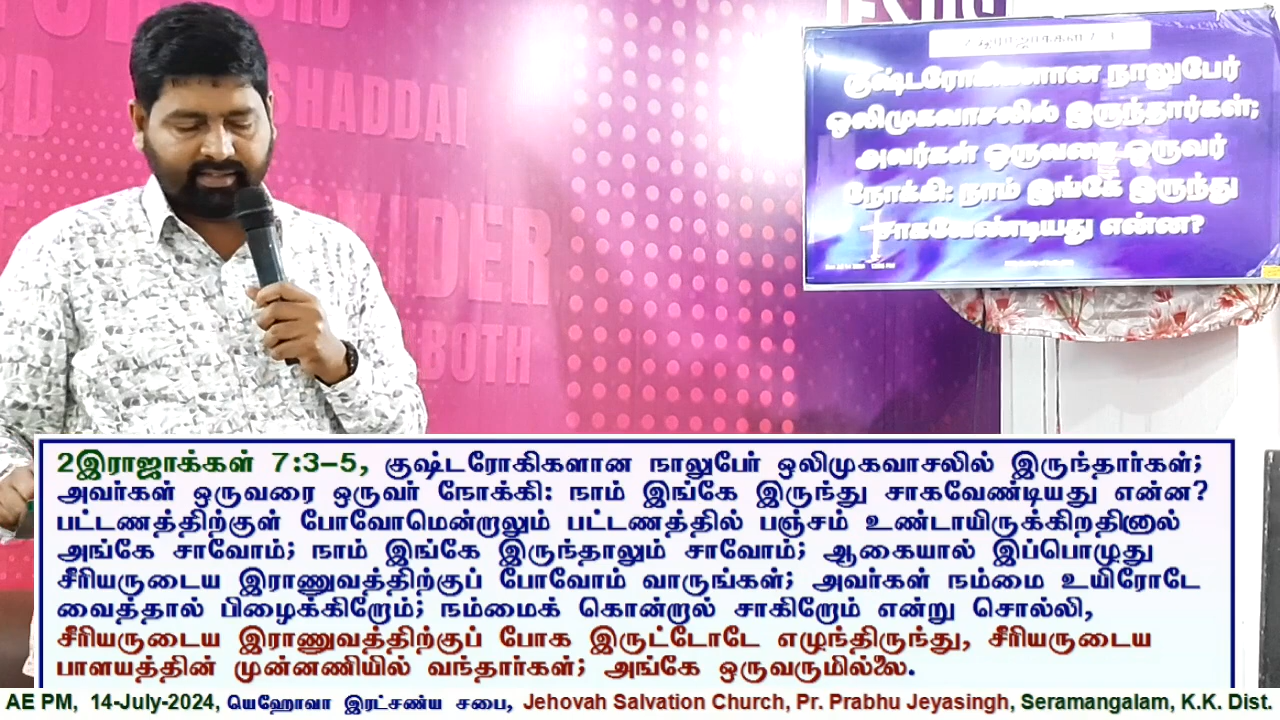 SHADDAI
BOTH
குஷ்டரோகிகளான நாலுபேர்
ஒலிமுகவாசலில் இருந்தார்கள்;
அவர்கள் ஒருவரை ஒருவர்
நோக்கி: நாம் இங்கே இருந்து
சாகவேண்டியது என்ன?
2இராஜாக்கள் 7:3-5, குஷ்டரோகிகளான நாலுபேர் ஒலிமுகவாசலில் இருந்தார்கள்;
அவர்கள் ஒருவரை ஒருவர் நோக்கி: நாம் இங்கே இருந்து சாகவேண்டியது என்ன?
பட்டணத்திற்குள் போவோமென்றாலும் பட்டணத்தில் பஞ்சம் உண்டாயிருக்கிறதினால்
அங்கே சாவோம்; நாம் இங்கே இருந்தாலும் சாவோம்; ஆகையால் இப்பொழுது
சீரியருடைய இராணுவத்திற்குப் போவோம் வாருங்கள்; அவர்கள் நம்மை உயிரோடே
வைத்தால் பிழைக்கிறோம்; நம்மைக் கொன்றால் சாகிறோம் என்று சொல்லி,
சீரியருடைய இராணுவத்திற்குப் போக இருட்டோடே எழுந்திருந்து, சீரியருடைய
பாளயத்தின் முன்னணியில் வந்தார்கள்; அங்கே ஒருவருமில்லை.
AE PM, 14-July-2024, யெஹோவா இரட்சண்ய சபை, Jehovah Salvation Church, Pr. Prabhu Jeyasingh, Seramangalam, K.K. Dist.